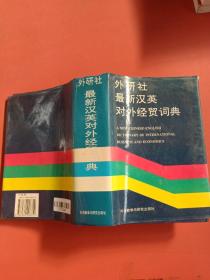 外研社
最新汉英
对外经贸词典
A NEW CHINESE-ENGLISH
DICTIONARY OF INTERNATIONAL
BUSINESS AND ECONOMICS
外语教学与研究出版社
外研社
最新汉英对外经
典